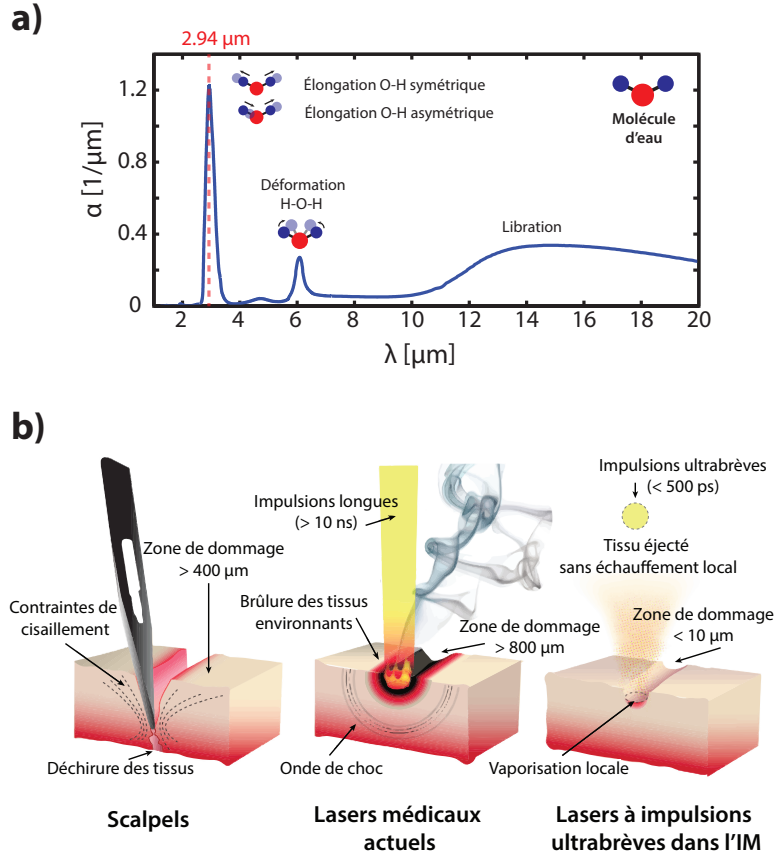 a)
2.94 µm
Élongation O-H symétrique
Élongation O-H asymétrique
Molécule
d'eau
Déformation
H-O-H
Libration
α [1/µm]
1.2
0.8
0.4
0
2 4 6 8 10 12 14 16 18 20
λ [µm]
b)
Zone de dommage
> 400 µm
Contraintes de
cisaillement
Déchirure des tissus
Scalpels
Impulsions longues
(> 10 ns)
Brûlure des tissus
environnants
Zone de dommage
> 800 µm
Onde de choc
Lasers médicaux
actuels
Impulsions ultrabrèves
(< 500 ps)
Tissu éjecté
sans échauffement local
Zone de dommage
< 10 µm
Vaporisation locale
Lasers à impulsions
ultrabrèves dans l'IM